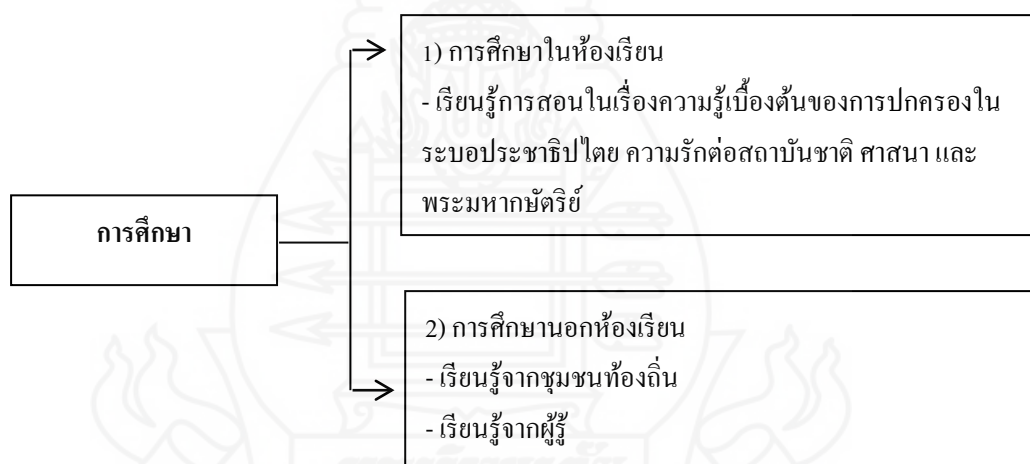 1) การศึกษาในห้องเรียน
- เรียนรู้การสอนในเรื่องความรู้เบื้องต้นของการปกครองใน
ระบอประชาธิปไตย ความรักต่อสถาบันชาติ ศาสนา และ
พระมหากษัตริย์
การศึกษา
2) การศึกษานอกห้องเรียน
- เรียนรู้จากชุมชนท้องถิ่น
- เรียนรู้จากผู้รู้